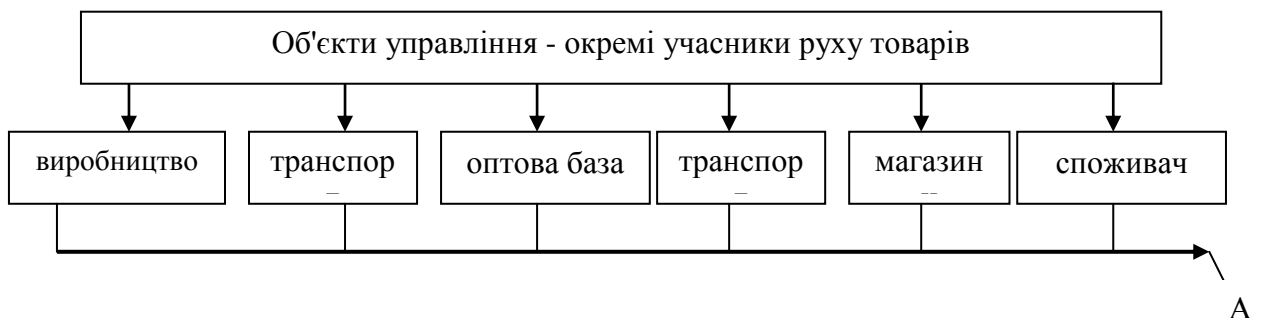 Об'єкти управління - окремі учасники руху товарів
виробництво
транспор
оптова база
транспор
магазин
споживач
А